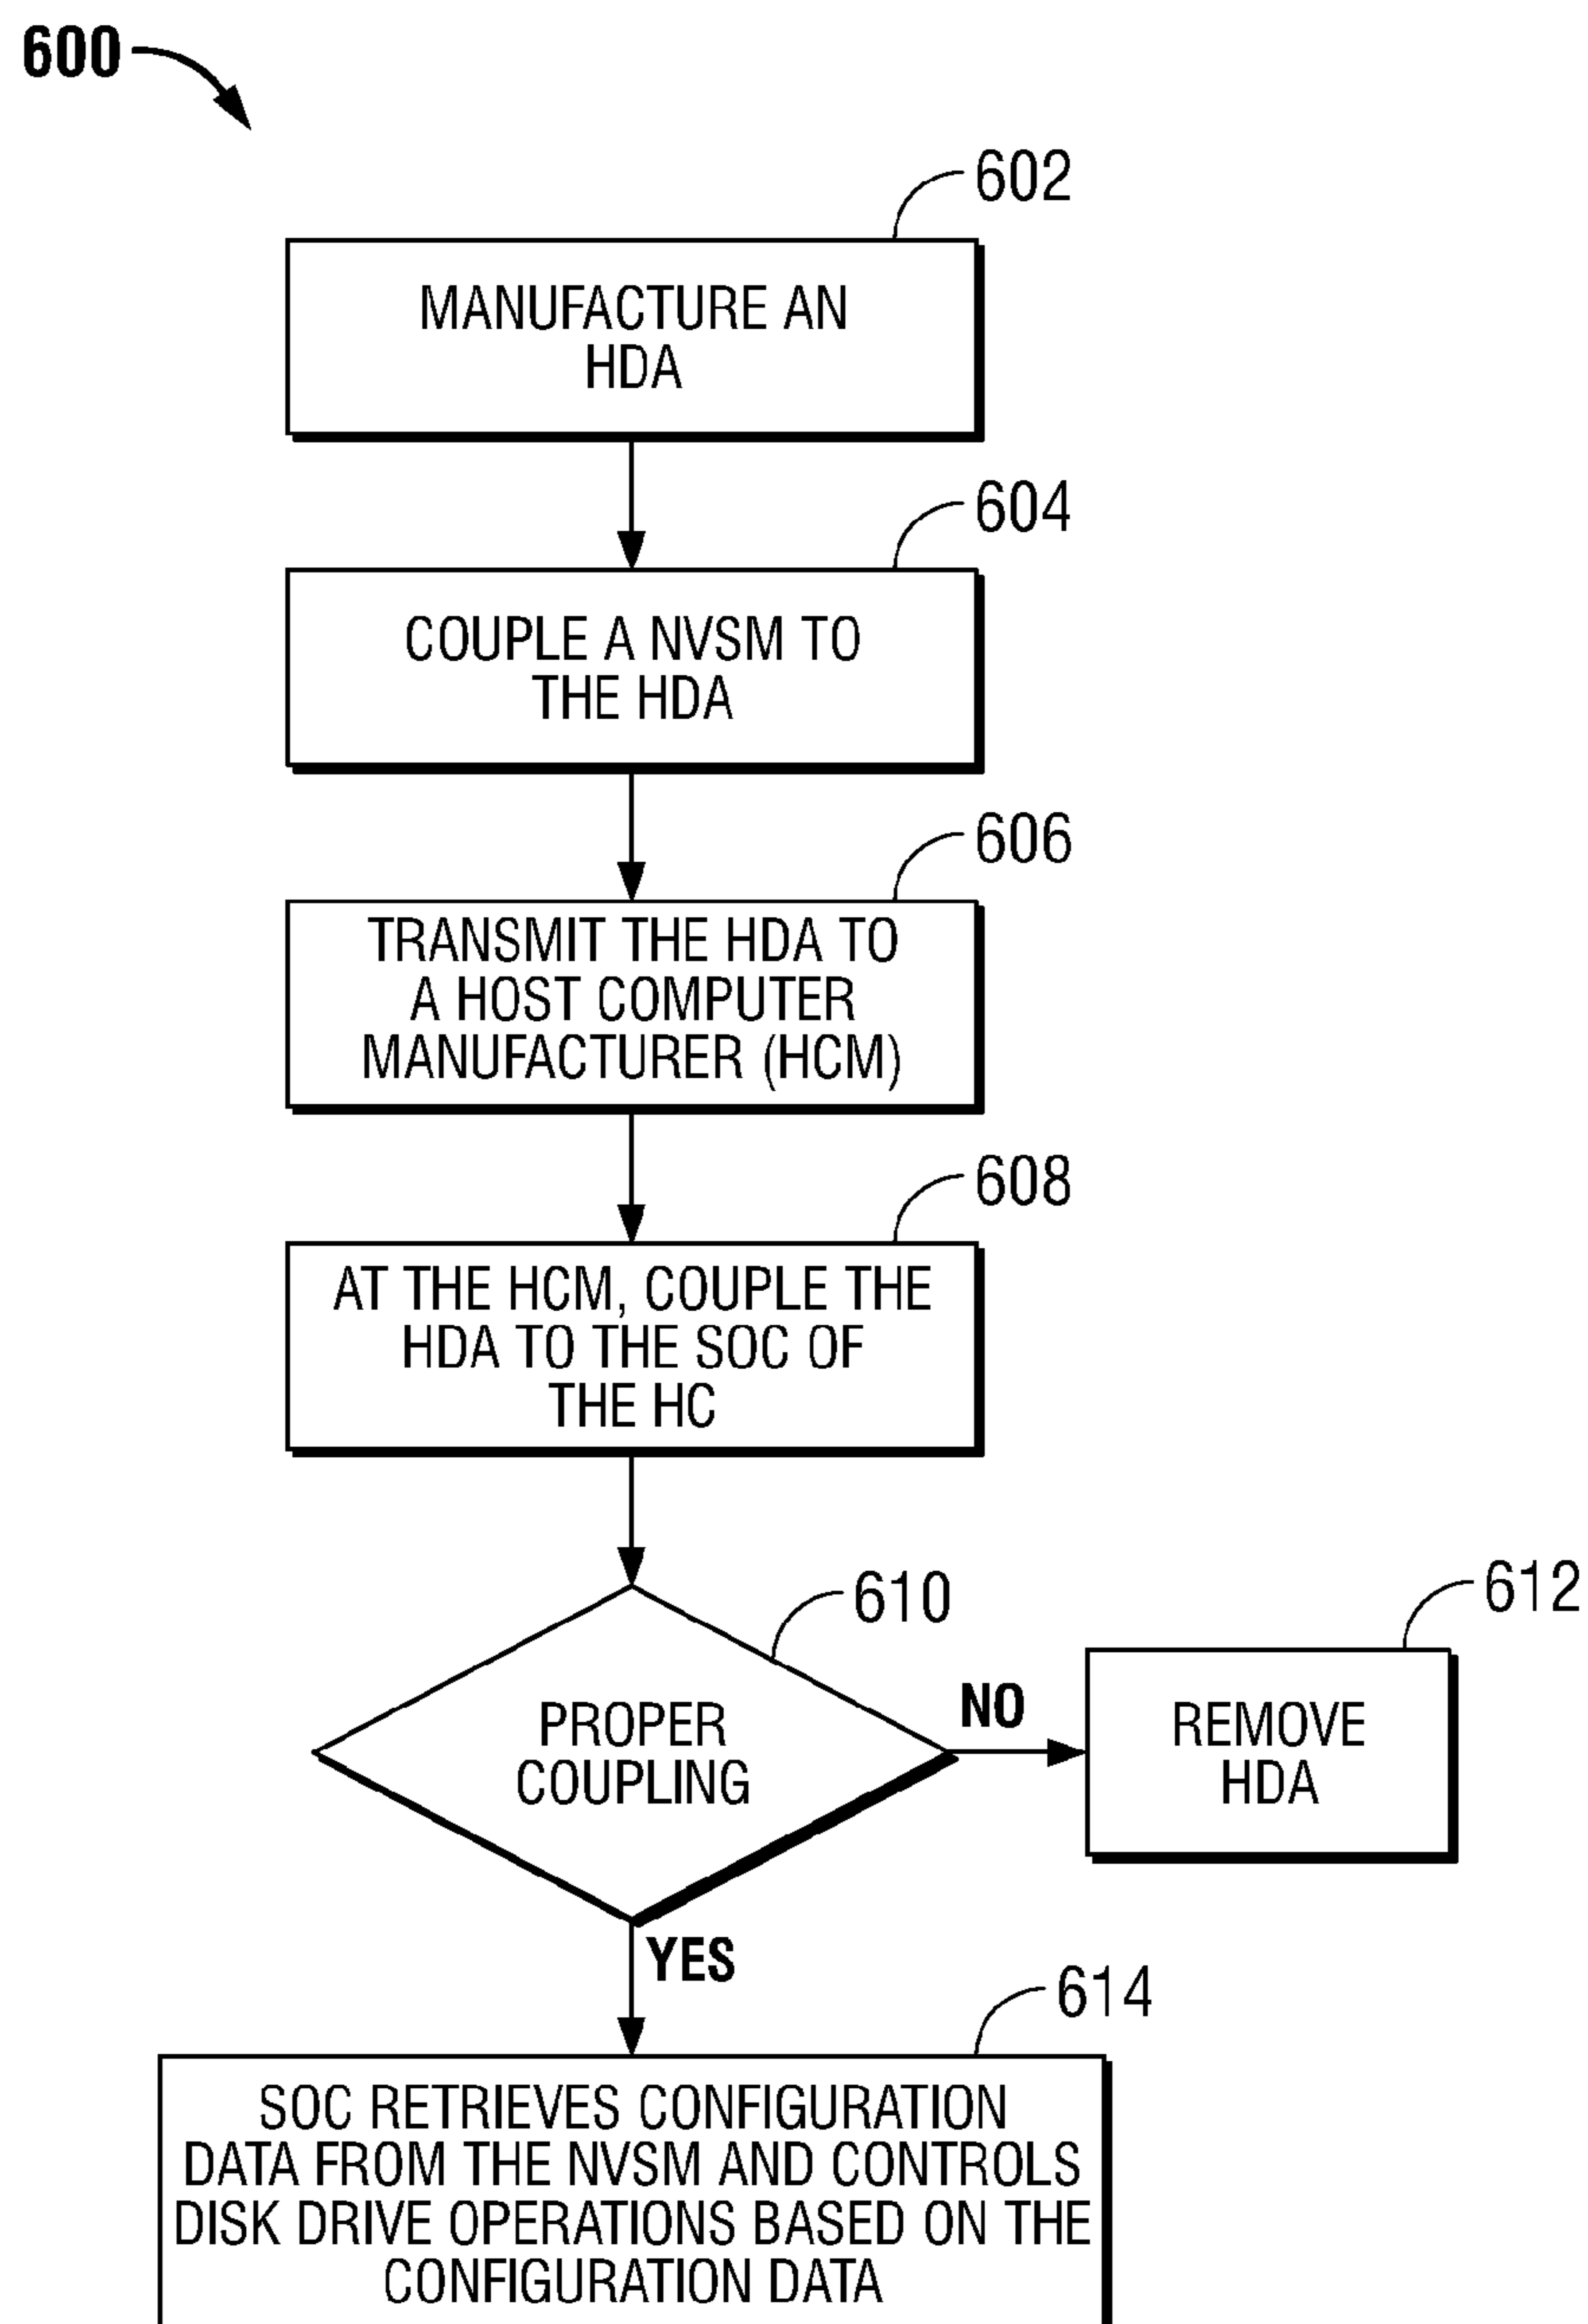 600
602
MANUFACTURE AN
HDA
604
COUPLE A NVSM TO
THE HDA
606
TRANSMIT THE HDA TO
A HOST COMPUTER
MANUFACTURER (HCM)
608
AT THE HCM, COUPLE THE
HDA TO THE SOC OF
THE HC
610
PROPER
COUPLING
NO
612
REMOVE
HDA
YES
614
SOC RETRIEVES CONFIGURATION
DATA FROM THE NVSM AND CONTROLS
DISK DRIVE OPERATIONS BASED ON THE
CONFIGURATION DATA